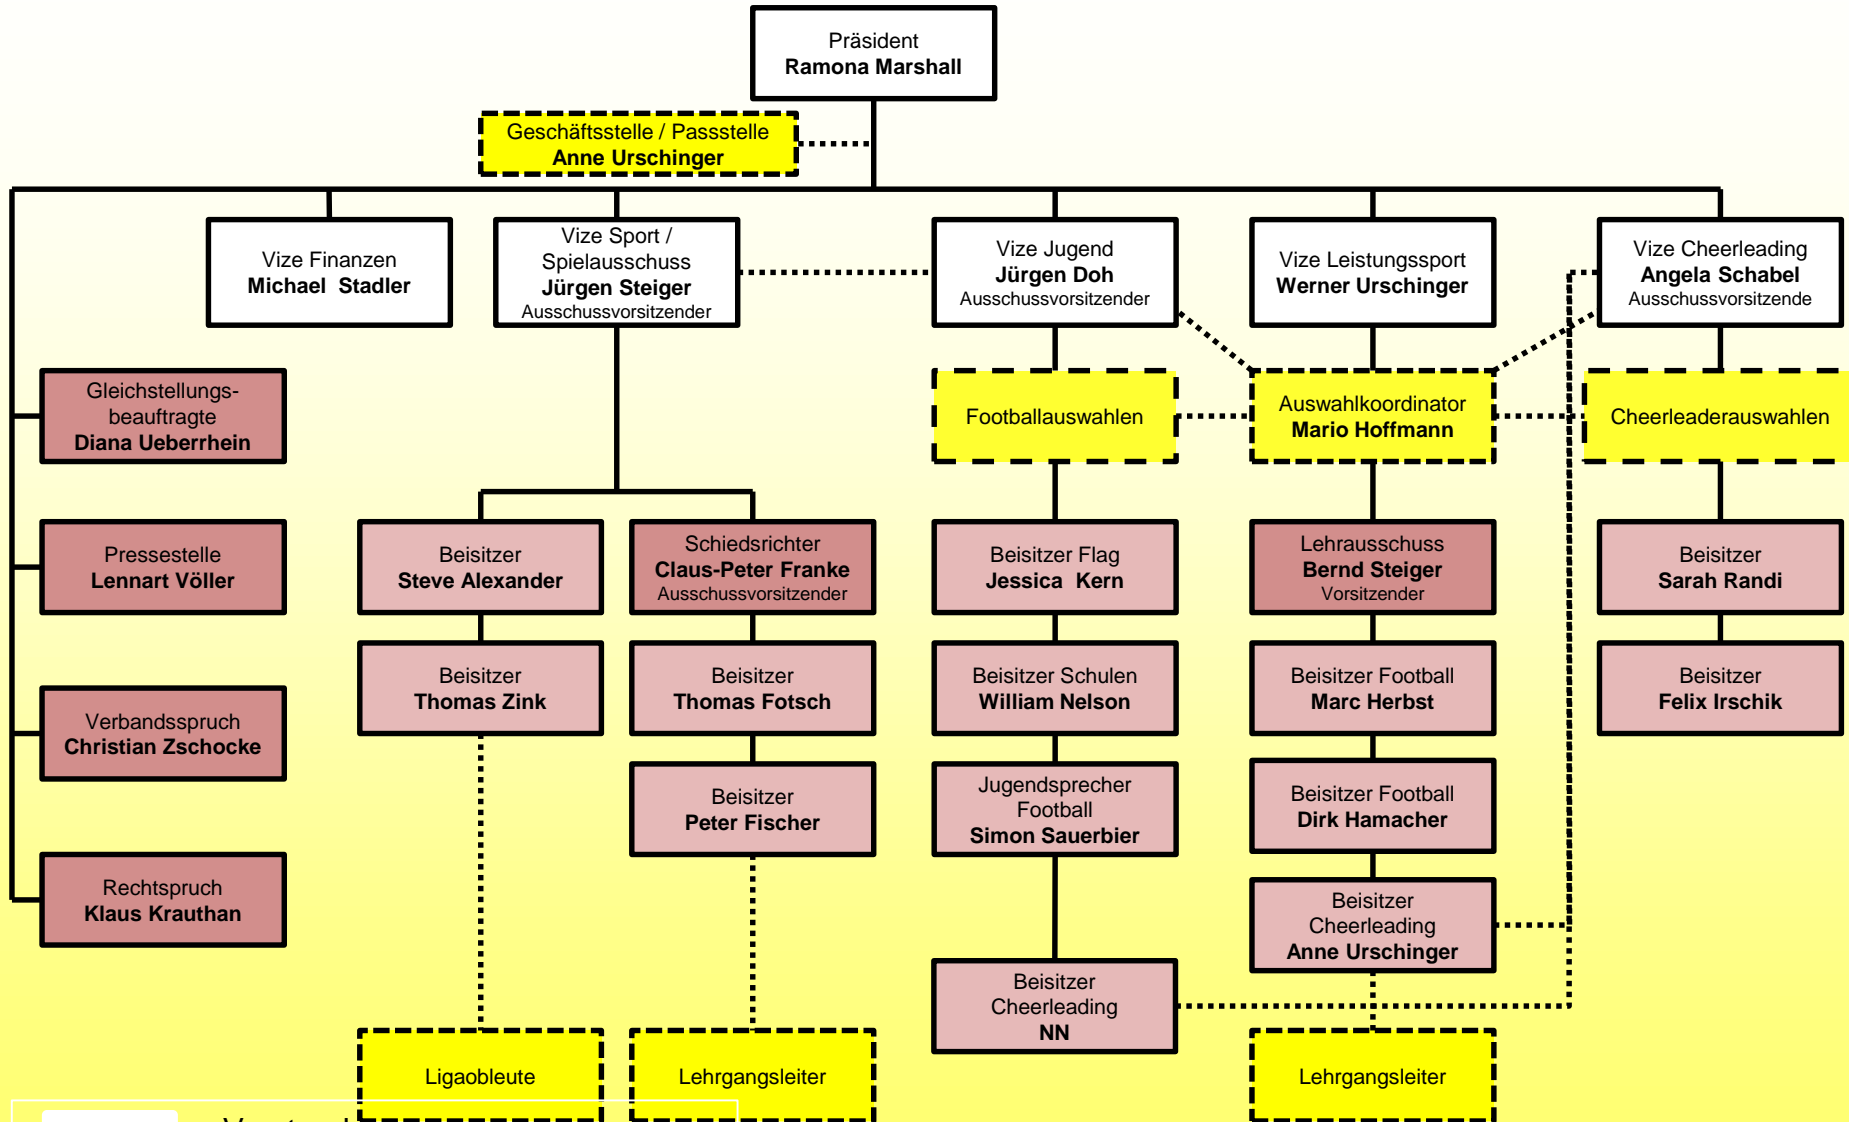 Präsident
Ramona Marshall
Geschäftsstelle / Passstelle
Anne Urschinger
Vize Finanzen
Michael Stadler
Vize Sport /
Spielausschuss
Jürgen Steiger
Ausschussvorsitzender
Vize Jugend
Jürgen Doh
Ausschussvorsitzender
Vize Leistungssport
Werner Urschinger
Vize Cheerleading
Angela Schabel
Ausschussvorsitzende
Gleichstellungs-
beauftragte
Diana Ueberrhein
Footballauswahlen
Auswahlkoordinator
Mario Hoffmann
Cheerleaderauswahlen
Pressestelle
Lennart Völler
Beisitzer
Steve Alexander
Schiedsrichter
Claus-Peter Franke
Ausschussvorsitzender
Beisitzer Flag
Jessica Kern
Lehrausschuss
Bernd Steiger
Vorsitzender
Beisitzer
Sarah Randi
Verbandsspruch
Christian Zschocke
Beisitzer
Thomas Zink
Beisitzer
Thomas Fotsch
Beisitzer Schulen
William Nelson
Beisitzer Football
Marc Herbst
Beisitzer
Felix Irschik
Beisitzer
Peter Fischer
Jugendsprecher
Football
Simon Sauerbier
Beisitzer Football
Dirk Hamacher
Rechtspruch
Klaus Krauthan
Beisitzer
Cheerleading
Anne Urschinger
Beisitzer
Cheerleading
NN
Ligaobleute
Lehrgangsleiter
Lehrgangsleiter